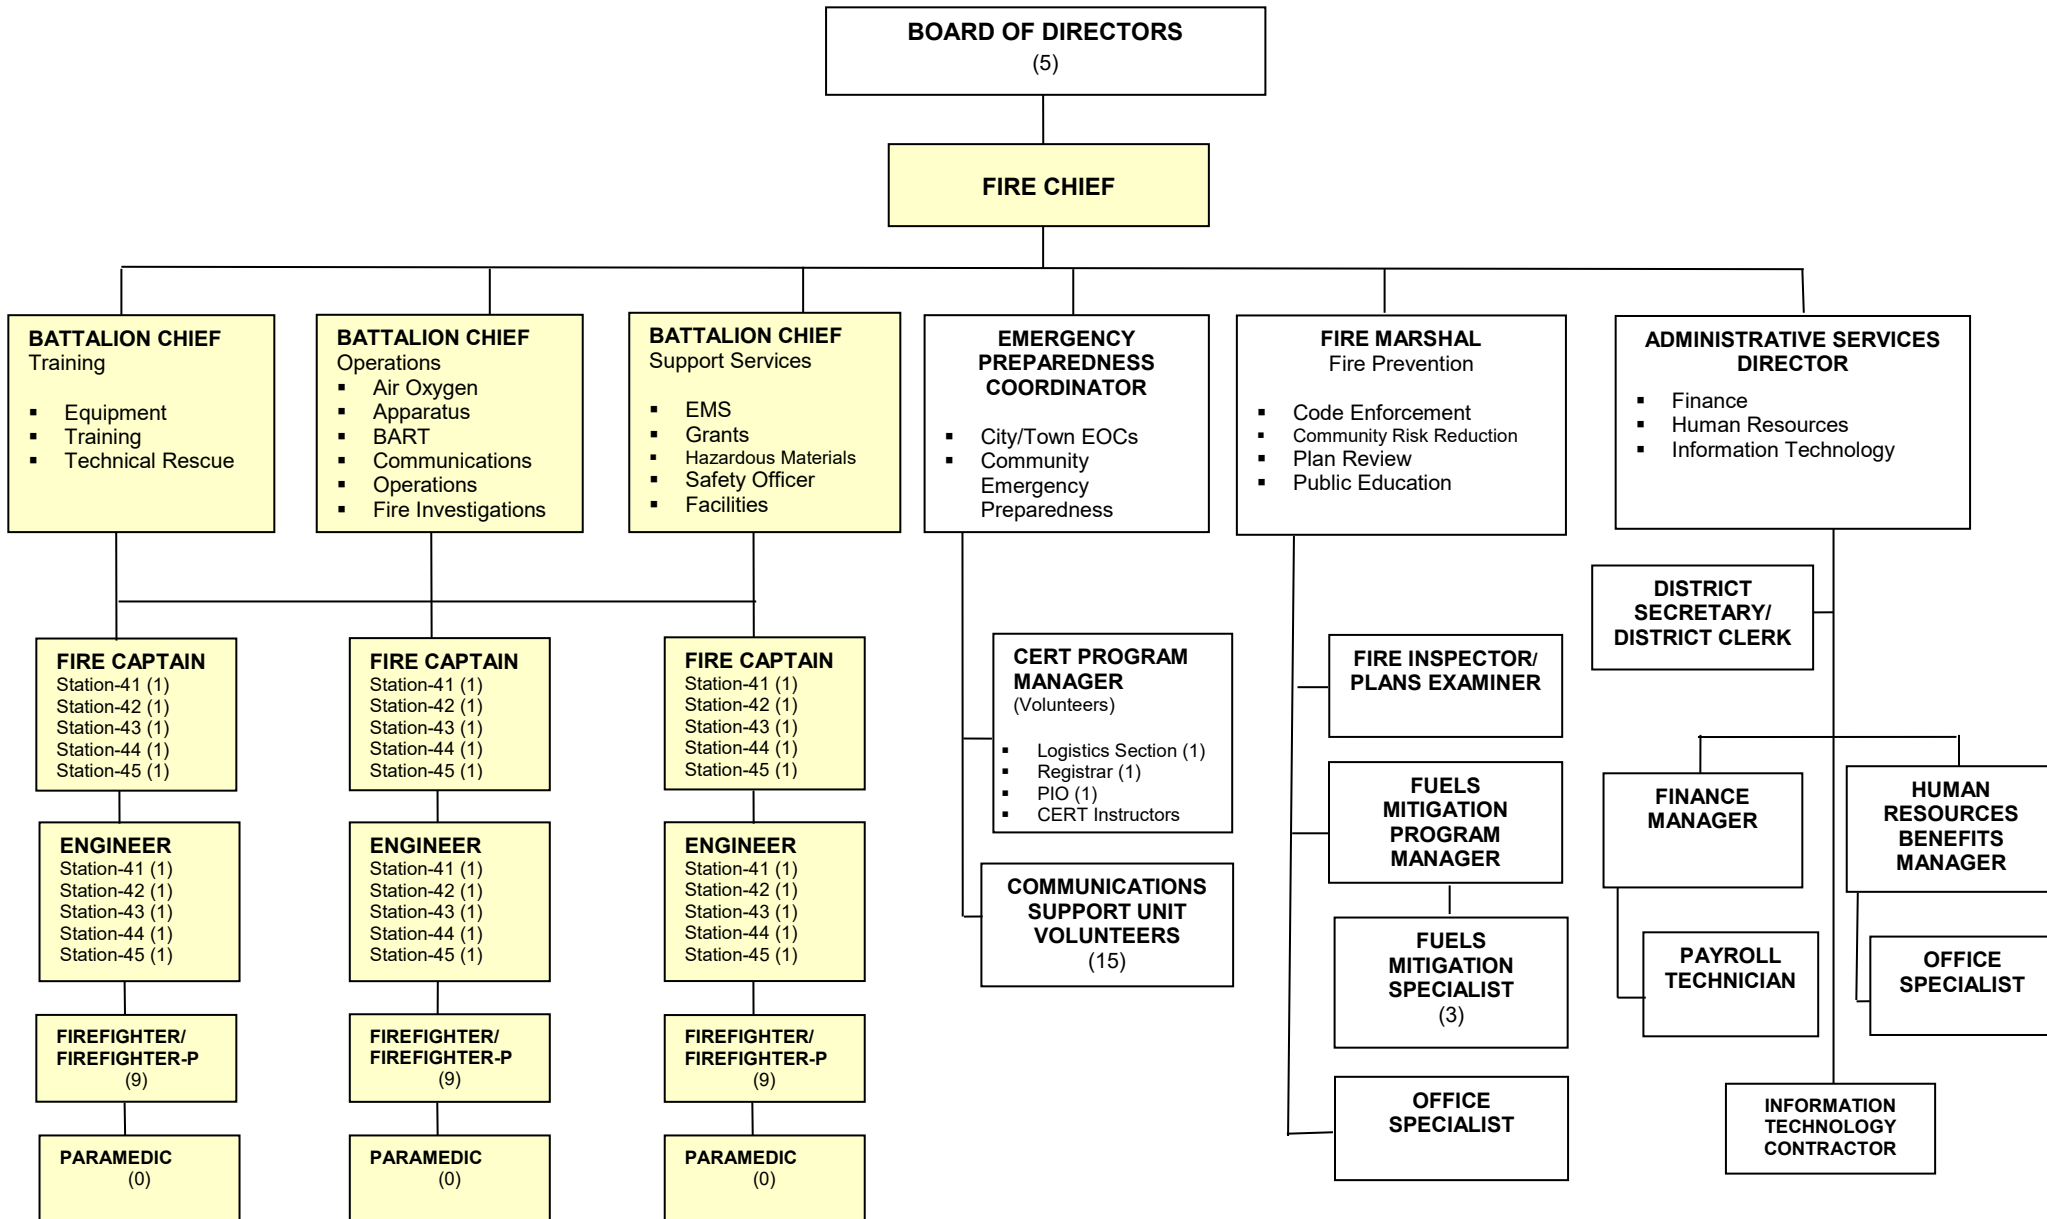 BOARD OF DIRECTORS
(5)
FIRE CHIEF
BATTALION CHIEF
Training
▪ Equipment
▪ Training
▪ Technical Rescue
BATTALION CHIEF
Operations
▪ Air Oxygen
▪ Apparatus
▪ BART
▪ Communications
▪ Operations
▪ Fire Investigations
BATTALION CHIEF
Support Services
▪ EMS
▪ Grants
▪ Hazardous Materials
▪ Safety Officer
▪ Facilities
EMERGENCY
PREPAREDNESS
COORDINATOR
▪ City/Town EOCs
▪ Community
Emergency
Preparedness
FIRE MARSHAL
Fire Prevention
▪ Code Enforcement
▪ Community Risk Reduction
▪ Plan Review
▪ Public Education
ADMINISTRATIVE SERVICES
DIRECTOR
▪ Finance
▪ Human Resources
▪ Information Technology
FIRE CAPTAIN
Station-41 (1)
Station-42 (1)
Station-43 (1)
Station-44 (1)
Station-45 (1)
ENGINEER
Station-41 (1)
Station-42 (1)
Station-43 (1)
Station-44 (1)
Station-45 (1)
FIREFIGHTER/
FIREFIGHTER-P
(9)
PARAMEDIC
(0)
FIRE CAPTAIN
Station-41 (1)
Station-42 (1)
Station-43 (1)
Station-44 (1)
Station-45 (1)
ENGINEER
Station-41 (1)
Station-42 (1)
Station-43 (1)
Station-44 (1)
Station-45 (1)
FIREFIGHTER/
FIREFIGHTER-P
(9)
PARAMEDIC
(0)
FIRE CAPTAIN
Station-41 (1)
Station-42 (1)
Station-43 (1)
Station-44 (1)
Station-45 (1)
ENGINEER
Station-41 (1)
Station-42 (1)
Station-43 (1)
Station-44 (1)
Station-45 (1)
FIREFIGHTER/
FIREFIGHTER-P
(9)
PARAMEDIC
(0)
CERT PROGRAM
MANAGER
(Volunteers)
▪ Logistics Section (1)
▪ Registrar (1)
▪ PIO (1)
▪ CERT Instructors
COMMUNICATIONS
SUPPORT UNIT
VOLUNTEERS
(15)
FIRE INSPECTOR/
PLANS EXAMINER
FUELS
MITIGATION
PROGRAM
MANAGER
FUELS
MITIGATION
SPECIALIST
(3)
OFFICE
SPECIALIST
DISTRICT
SECRETARY/
DISTRICT CLERK
FINANCE
MANAGER
PAYROLL
TECHNICIAN
HUMAN
RESOURCES
BENEFITS
MANAGER
OFFICE
SPECIALIST
INFORMATION
TECHNOLOGY
CONTRACTOR